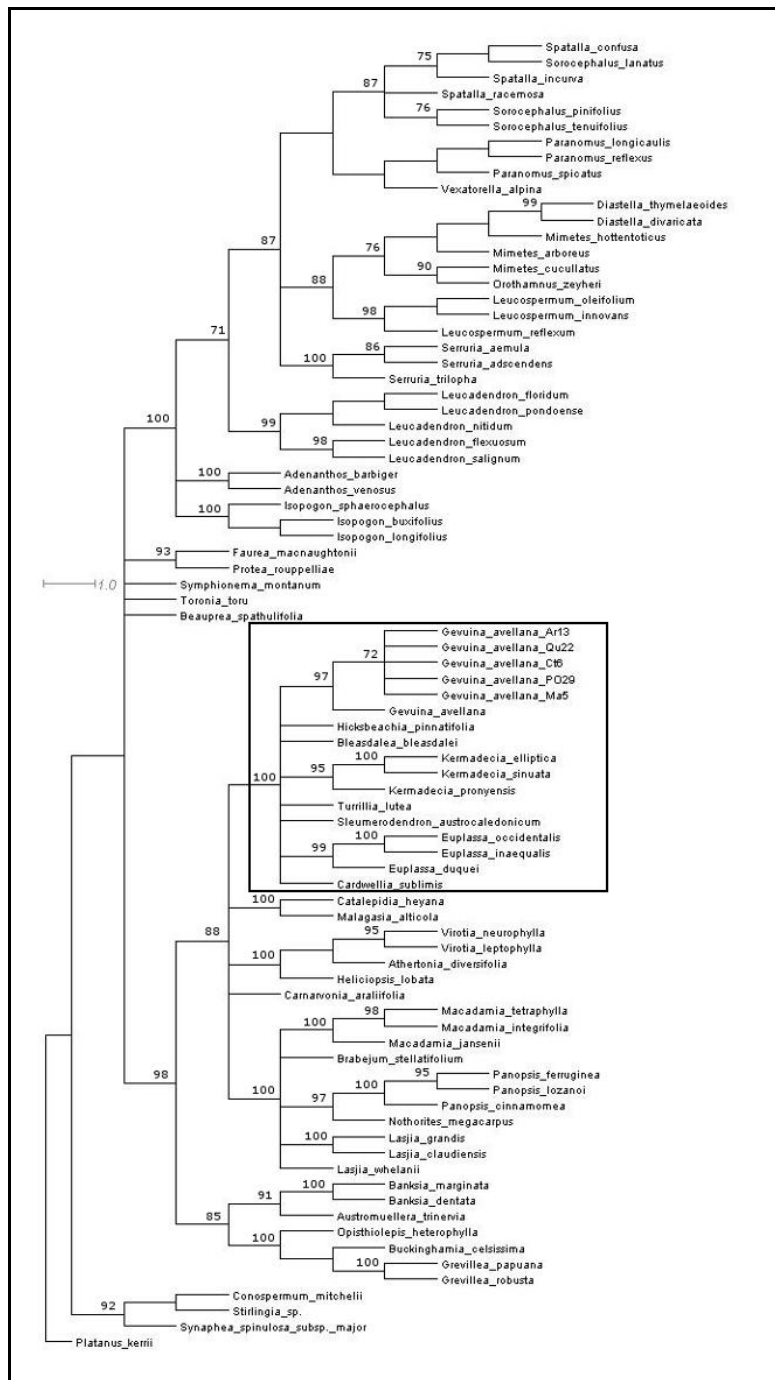 Spatalla_confusa
75
Sorocephalus_lanatus
87
Spatalla_incurva
Spatalla_racemosa
76
Sorocephalus_pinifolius
Sorocephalus_tenuifolius
Paranomus_longicaulis
Paranomus_reflexus
Paranomus_spicatus
Vexatorella_alpina
99
Diastella_thymelaeoides
Diastella_divaricata
87
Mimetes_hottentoticus
76
Mimetes_arboreus
90
Mimetes_cucullatus
88
Orothamnus_zeyheri
Leucospermum_oleifolium
98
Leucospermum_innovans
71
Leucospermum_reflexum
86
Serruria_aemula
100
Serruria_adscendens
Serruria_trilopha
Leucadendron_floridum
Leucadendron_pondoense
100
99
Leucadendron_nitidum
98
Leucadendron_flexuosum
Leucadendron_salignum
100
Adenanthos_barbiger
Adenanthos_venosus
100
Isopogon_sphaerocephalus
Isopogon_buxifolius
Isopogon_longifolius
93
Faurea_macnaughtonii
Protea_rouppelliae
1.0
Symphionema_montanum
Toronia_toru
Beauprea_spathulifolia
Gevuina_avellana_Ar13
72
Gevuina_avellana_Qu22
97
Gevuina_avellana_Ct6
Gevuina_avellana_PO29
Gevuina_avellana_Ma5
Gevuina_avellana
Hicksbeachia_pinnatifolia
Bleasdalea_bleasdalei
100
Kermadecia_elliptica
100
95
Kermadecia_sinuata
Kermadecia_pronyensis
Turrillia_lutea
Sleumerodendron_austrocaledonicum
100
Euplassa_occidentalis
99
Euplassa_inaequalis
Euplassa_duquei
Cardwellia_sublimis
100
Catalepidia_heyana
Malagasia_alticola
88
95
Virotia_neurophylla
100
Virotia_leptophylla
Athertonia_diversifolia
Heliciopsis_lobata
Carnarvonia_araliifolia
98
Macadamia_tetraphylla
100
Macadamia_integrifolia
Macadamia_jansenii
Brabejum_stellatifolium
98
95
Panopsis_ferruginea
100
100
Panopsis_lozanoi
97
Panopsis_cinnamomea
Nothorites_megacarpus
100
Lasjia_grandis
Lasjia_claudiensis
Lasjia_whelanii
100
Banksia_marginata
91
Banksia_dentata
85
Austromuellera_trinervia
100
Opisthiolepis_heterophylla
Buckinghamia_celsissima
100
Grevillea_papuana
Grevillea_robusta
Conospermum_mitchelii
92
Stirlingia_sp.
Synaphea_spinulosa_subsp._major
Platanus_kerrii